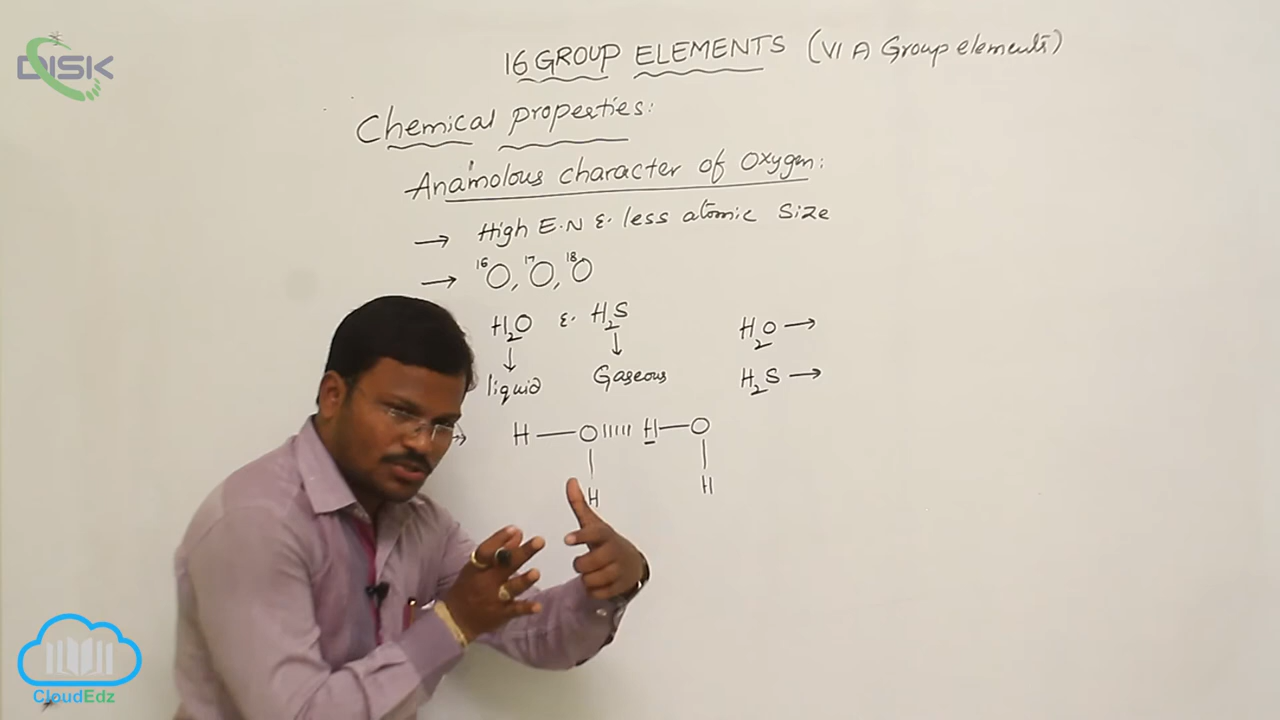 DISK
16 GROUP ELEMENTS (VI A Group elements)
Chemical properties:
Anamolous character of Oxygen:
→ High E.N & less atomic Size
→ ¹⁶O, ¹⁷O, ¹⁸O
H₂O & H₂S H₂O →
↓ ↓
liquid Gaseous H₂S →
→ H—O ııııı H—O
| |
H H
CloudEdz